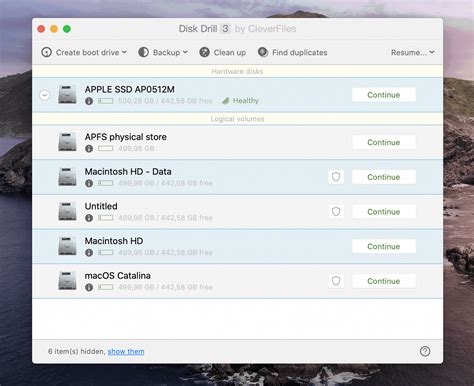 Disk Drill 3 by CleverFiles
Create boot drive Backup Clean up Find duplicates Resume...
Hardware disks
APPLE SSD AP0512M
500,28 GB / 442,58 GB free Healthy
Continue
Logical volumes
APFS physical store
499,96 GB
Continue
Macintosh HD - Data
499,96 GB / 442,58 GB free
Continue
Untitled
499,96 GB / 442,58 GB free
Continue
Macintosh HD
499,96 GB / 442,58 GB free
Continue
macOS Catalina
499,96 GB / 442,58 GB free
Continue
6 item(s) hidden, show them